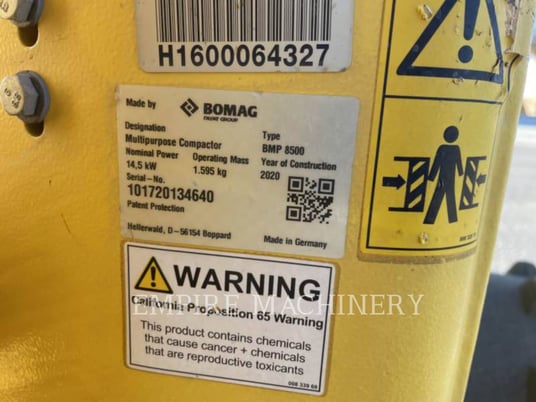 H1600064327
Made by BOMAG
FAYAT GROUP
Designation Type
Multipurpose Compactor BMP 8500
Nominal Power Operating Mass Year of Construction
14,5 kW 1.595 kg 2020
Serial-No.
101720134640
Patent Protection
Hellerwald, D-56154 Boppard Made in Germany
WARNING
EMPIRE MACHINERY
California Proposition 65 Warning
This product contains chemicals
that cause cancer + chemicals
that are reproductive toxicants